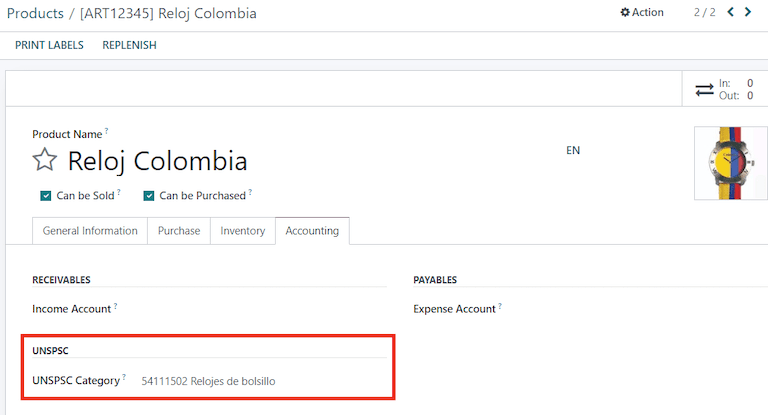 Products / [ART12345] Reloj Colombia
Action
2 / 2
PRINT LABELS
REPLENISH
In: 0
Out: 0
Product Name ?
Reloj Colombia
EN
Can be Sold ?
Can be Purchased ?
General Information
Purchase
Inventory
Accounting
RECEIVABLES
PAYABLES
Income Account ?
Expense Account ?
UNSPSC
UNSPSC Category ? 54111502 Relojes de bolsillo